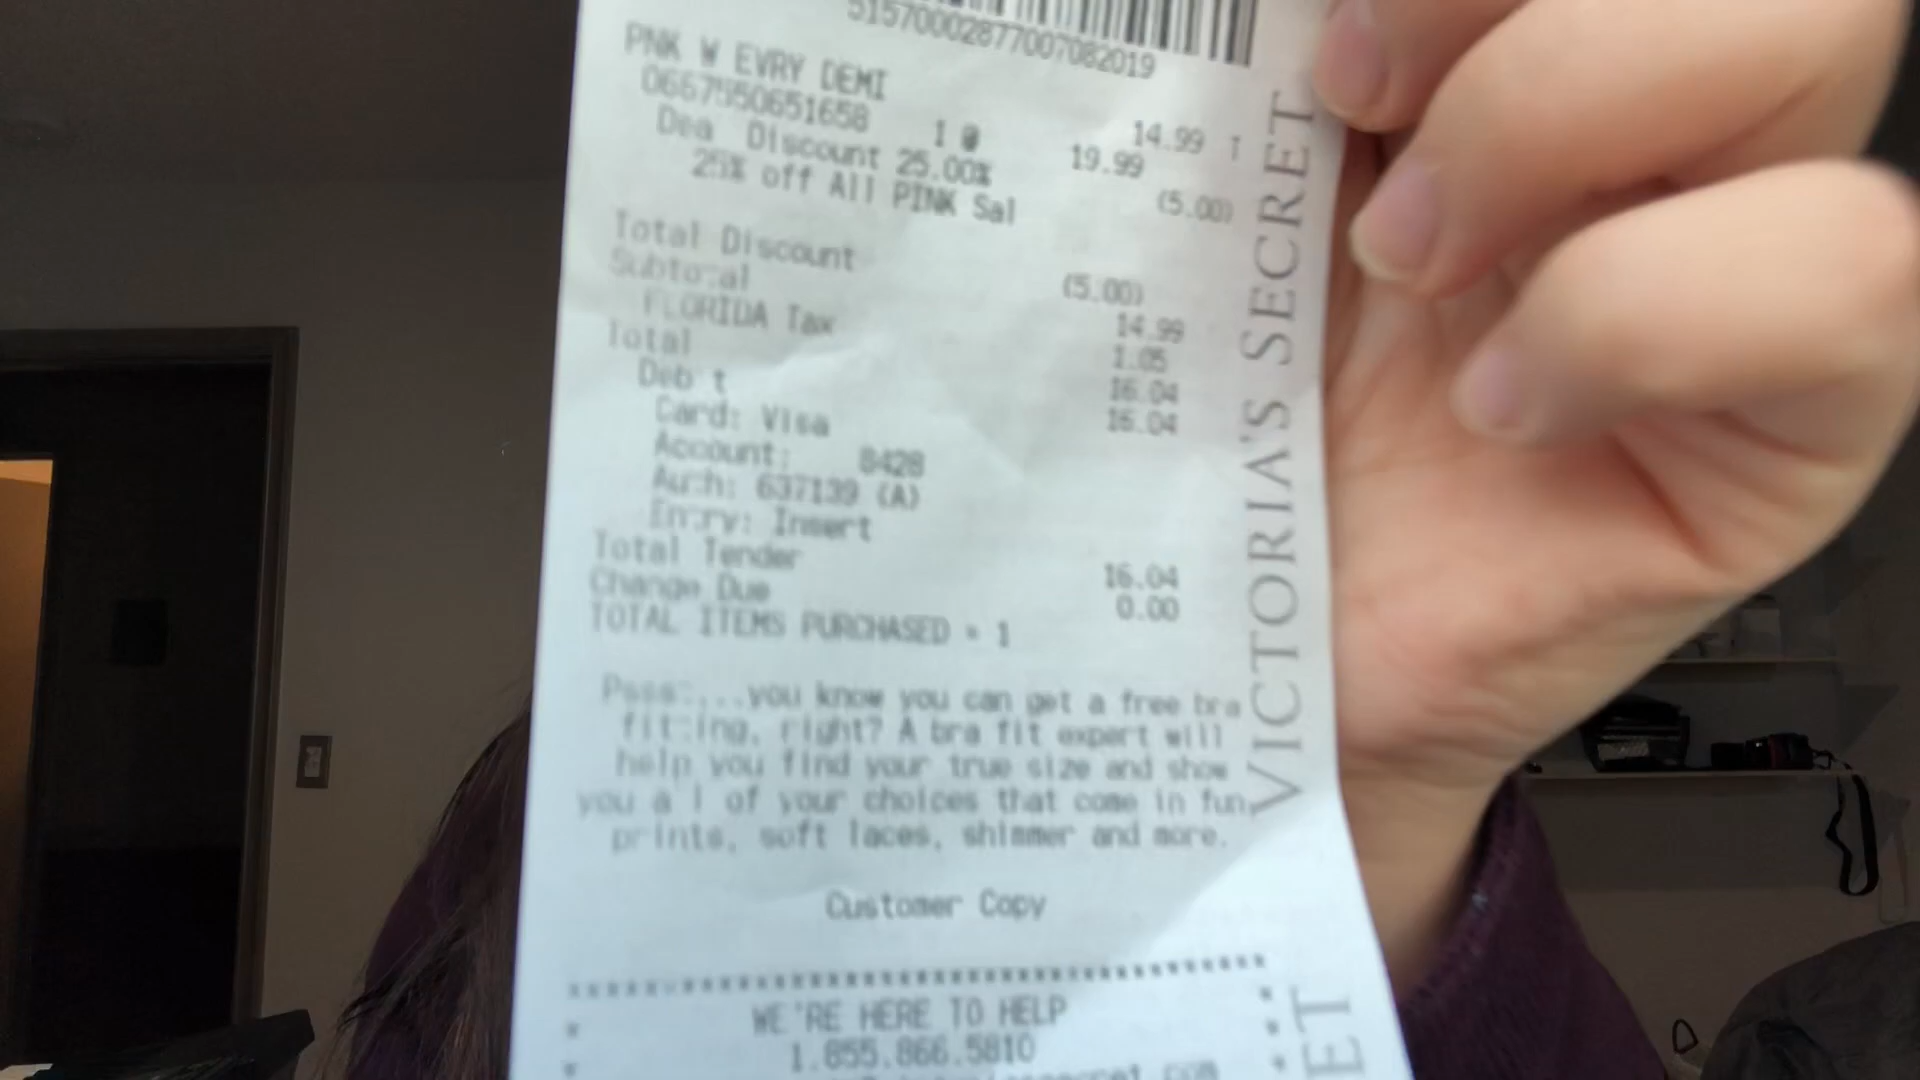 51570002877007082019
PNK W EVRY DEMI 14.99 T
0667550651658 1 @ 19.99
Dea Discount 25.00% (5.00)
25% off All PINK Sal
Total Discount (5.00)
Subtotal 14.99
FLORIDA Tax 1.05
Total 16.04
Debit 16.04
Card: Visa
Account: 8428
Auth: 637139 (A)
Entry: Insert
Total Tender 16.04
Change Due 0.00
TOTAL ITEMS PURCHASED = 1
Pssst...you know you can get a free bra
fitting, right? A bra fit expert will
help you find your true size and show
you all of your choices that come in fun
prints, soft laces, shimmer and more.
Customer Copy
WE'RE HERE TO HELP
1.855.866.5810
VICTORIA'S SECRET
ET